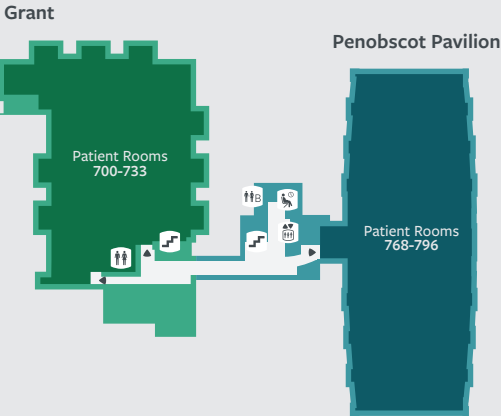 Grant
Penobscot Pavilion
Patient Rooms
700-733
B
Patient Rooms
768-796